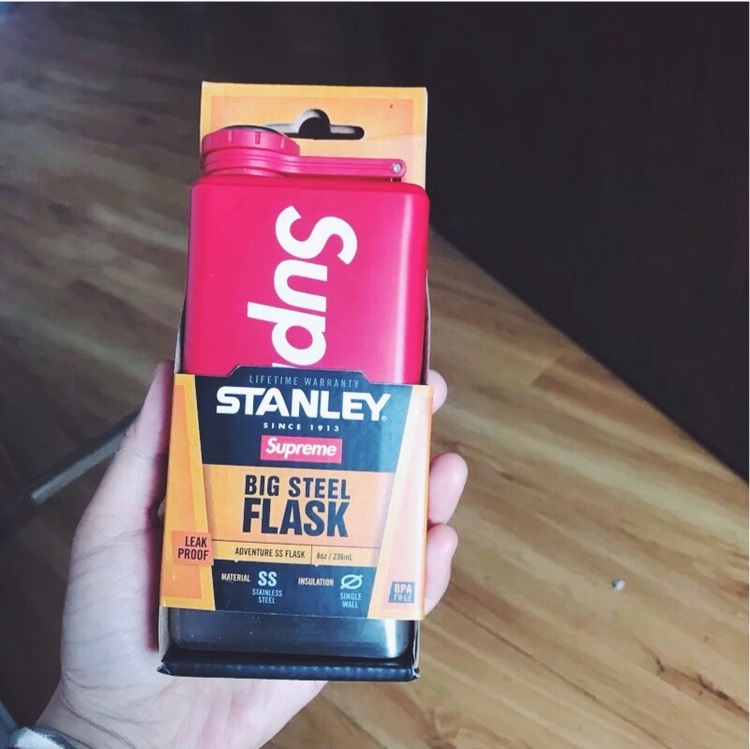 Sup
LIFETIME WARRANTY
STANLEY®
SINCE 1913
Supreme
BIG STEEL
FLASK
LEAK
PROOF
ADVENTURE SS FLASK 8oz / 236mL
MATERIAL SS
STAINLESS
STEEL
INSULATION
SINGLE
WALL
BPA
FREE